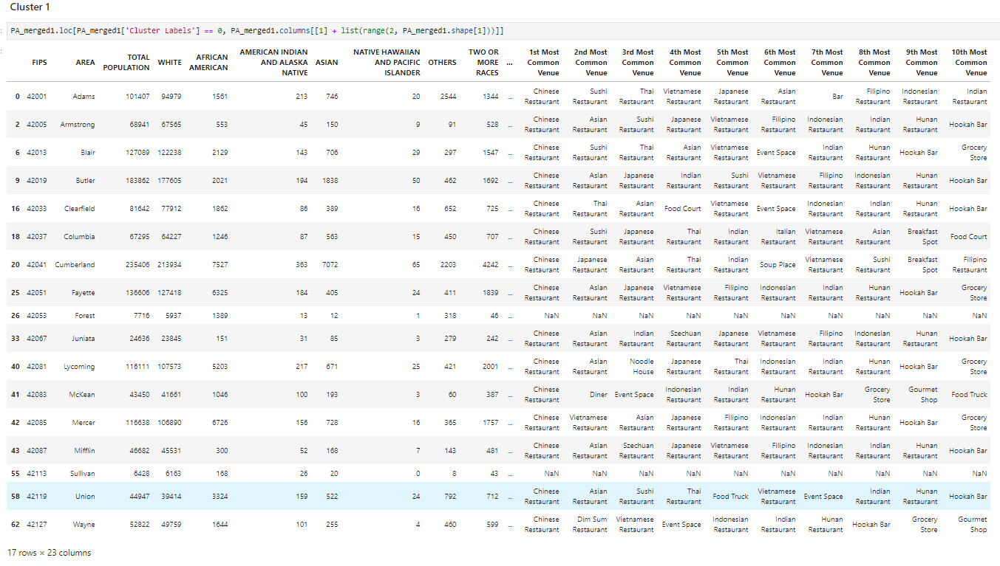 Cluster 1
PA_merged1.loc[PA_merged1['Cluster Labels'] == 0, PA_merged1.columns[[1] + list(range(2, PA_merged1.shape[1]))]]
FIPS AREA TOTAL POPULATION WHITE AFRICAN AMERICAN AMERICAN INDIAN AND ALASKA NATIVE ASIAN NATIVE HAWAIIAN AND PACIFIC ISLANDER OTHERS TWO OR MORE RACES ... 1st Most Common Venue 2nd Most Common Venue 3rd Most Common Venue 4th Most Common Venue 5th Most Common Venue 6th Most Common Venue 7th Most Common Venue 8th Most Common Venue 9th Most Common Venue 10th Most Common Venue
0 42001 Adams 101407 94979 1561 213 746 20 2544 1344 ... Chinese Restaurant Sushi Restaurant Thai Restaurant Vietnamese Restaurant Japanese Restaurant Asian Restaurant Bar Filipino Restaurant Indonesian Restaurant Indian Restaurant
2 42005 Armstrong 68941 67565 553 45 150 9 91 528 ... Chinese Restaurant Asian Restaurant Sushi Restaurant Japanese Restaurant Vietnamese Restaurant Filipino Restaurant Indonesian Restaurant Indian Restaurant Hunan Restaurant Hookah Bar
6 42013 Blair 127089 122238 2129 143 706 29 297 1547 ... Chinese Restaurant Sushi Restaurant Thai Restaurant Asian Restaurant Vietnamese Restaurant Event Space Indian Restaurant Hunan Restaurant Hookah Bar Grocery Store
9 42019 Butler 183862 177605 2021 194 1838 50 462 1692 ... Chinese Restaurant Asian Restaurant Japanese Restaurant Indian Restaurant Sushi Restaurant Vietnamese Restaurant Filipino Restaurant Indonesian Restaurant Hunan Restaurant Hookah Bar
16 42033 Clearfield 81642 77912 1862 86 389 16 652 725 ... Chinese Restaurant Thai Restaurant Asian Restaurant Food Court Vietnamese Restaurant Event Space Indonesian Restaurant Indian Restaurant Hunan Restaurant Hookah Bar
18 42037 Columbia 67295 64227 1246 87 563 15 450 707 ... Chinese Restaurant Sushi Restaurant Japanese Restaurant Thai Restaurant Indian Restaurant Italian Restaurant Vietnamese Restaurant Asian Restaurant Breakfast Spot Food Court
20 42041 Cumberland 235406 213934 7527 363 7072 65 2203 4242 ... Chinese Restaurant Japanese Restaurant Asian Restaurant Thai Restaurant Indian Restaurant Soup Place Vietnamese Restaurant Sushi Restaurant Breakfast Spot Filipino Restaurant
25 42051 Fayette 136606 127418 6325 184 405 24 411 1839 ... Chinese Restaurant Asian Restaurant Japanese Restaurant Vietnamese Restaurant Filipino Restaurant Indonesian Restaurant Indian Restaurant Hunan Restaurant Hookah Bar Grocery Store
26 42053 Forest 7716 5937 1389 13 12 1 318 46 ... NaN NaN NaN NaN NaN NaN NaN NaN NaN NaN
33 42067 Juniata 24636 23845 151 31 85 3 279 242 ... Chinese Restaurant Asian Restaurant Indian Restaurant Szechuan Restaurant Japanese Restaurant Vietnamese Restaurant Filipino Restaurant Indonesian Restaurant Hunan Restaurant Hookah Bar
40 42081 Lycoming 116111 107573 5203 217 671 25 421 2001 ... Chinese Restaurant Asian Restaurant Noodle House Japanese Restaurant Thai Restaurant Indonesian Restaurant Indian Restaurant Hunan Restaurant Hookah Bar Grocery Store
41 42083 McKean 43450 41661 1046 100 193 3 60 387 ... Chinese Restaurant Diner Event Space Indonesian Restaurant Indian Restaurant Hunan Restaurant Hookah Bar Grocery Store Gourmet Shop Food Truck
42 42085 Mercer 116638 106890 6726 156 728 16 365 1757 ... Chinese Restaurant Vietnamese Restaurant Asian Restaurant Japanese Restaurant Filipino Restaurant Indonesian Restaurant Indian Restaurant Hunan Restaurant Hookah Bar Grocery Store
43 42087 Mifflin 46682 45531 300 52 168 7 143 481 ... Chinese Restaurant Asian Restaurant Szechuan Restaurant Japanese Restaurant Vietnamese Restaurant Filipino Restaurant Indonesian Restaurant Indian Restaurant Hunan Restaurant Hookah Bar
55 42113 Sullivan 6428 6163 168 26 20 0 8 43 ... NaN NaN NaN NaN NaN NaN NaN NaN NaN NaN
58 42119 Union 44947 39414 3324 159 522 24 792 712 ... Chinese Restaurant Asian Restaurant Sushi Restaurant Thai Restaurant Food Truck Vietnamese Restaurant Event Space Indian Restaurant Hunan Restaurant Hookah Bar
62 42127 Wayne 52822 49759 1644 101 255 4 460 599 ... Chinese Restaurant Dim Sum Restaurant Vietnamese Restaurant Event Space Indonesian Restaurant Indian Restaurant Hunan Restaurant Hookah Bar Grocery Store Gourmet Shop
17 rows × 23 columns